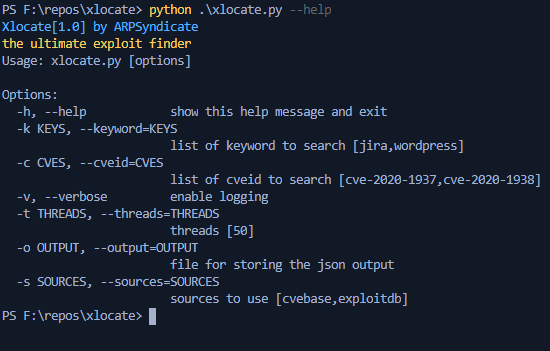 PS F:\repos\xlocate> python .\xlocate.py --help
Xlocate[1.0] by ARPSyndicate
the ultimate exploit finder
Usage: xlocate.py [options]

Options:
  -h, --help            show this help message and exit
  -k KEYS, --keyword=KEYS
                        list of keyword to search [jira,wordpress]
  -c CVES, --cveid=CVES
                        list of cveid to search [cve-2020-1937,cve-2020-1938]
  -v, --verbose         enable logging
  -t THREADS, --threads=THREADS
                        threads [50]
  -o OUTPUT, --output=OUTPUT
                        file for storing the json output
  -s SOURCES, --sources=SOURCES
                        sources to use [cvebase,exploitdb]
PS F:\repos\xlocate>